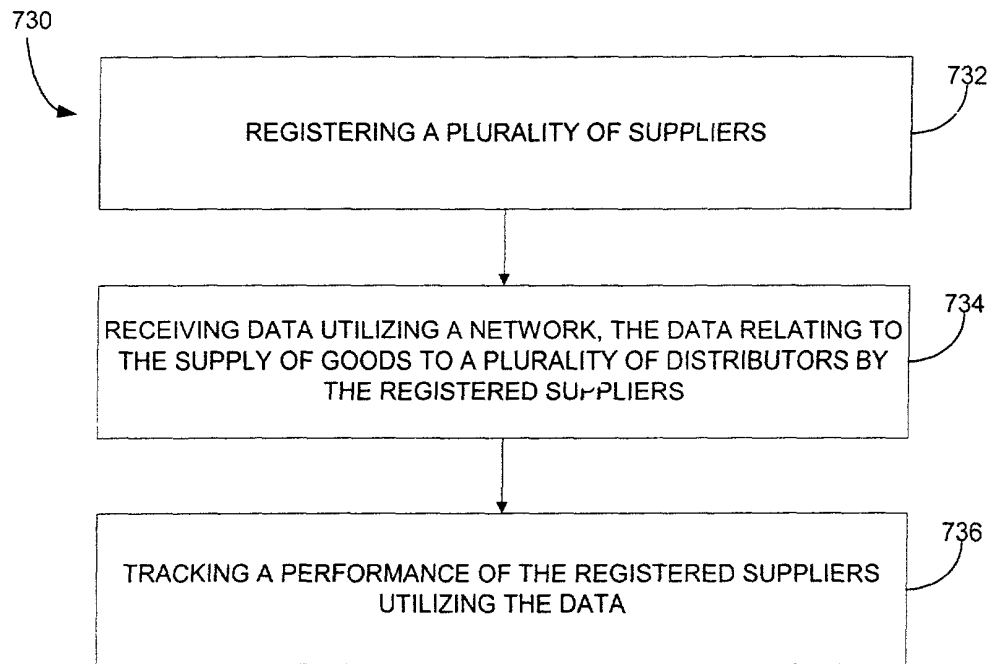 730
732
REGISTERING A PLURALITY OF SUPPLIERS
734
RECEIVING DATA UTILIZING A NETWORK, THE DATA RELATING TO
THE SUPPLY OF GOODS TO A PLURALITY OF DISTRIBUTORS BY
THE REGISTERED SUPPLIERS
736
TRACKING A PERFORMANCE OF THE REGISTERED SUPPLIERS
UTILIZING THE DATA